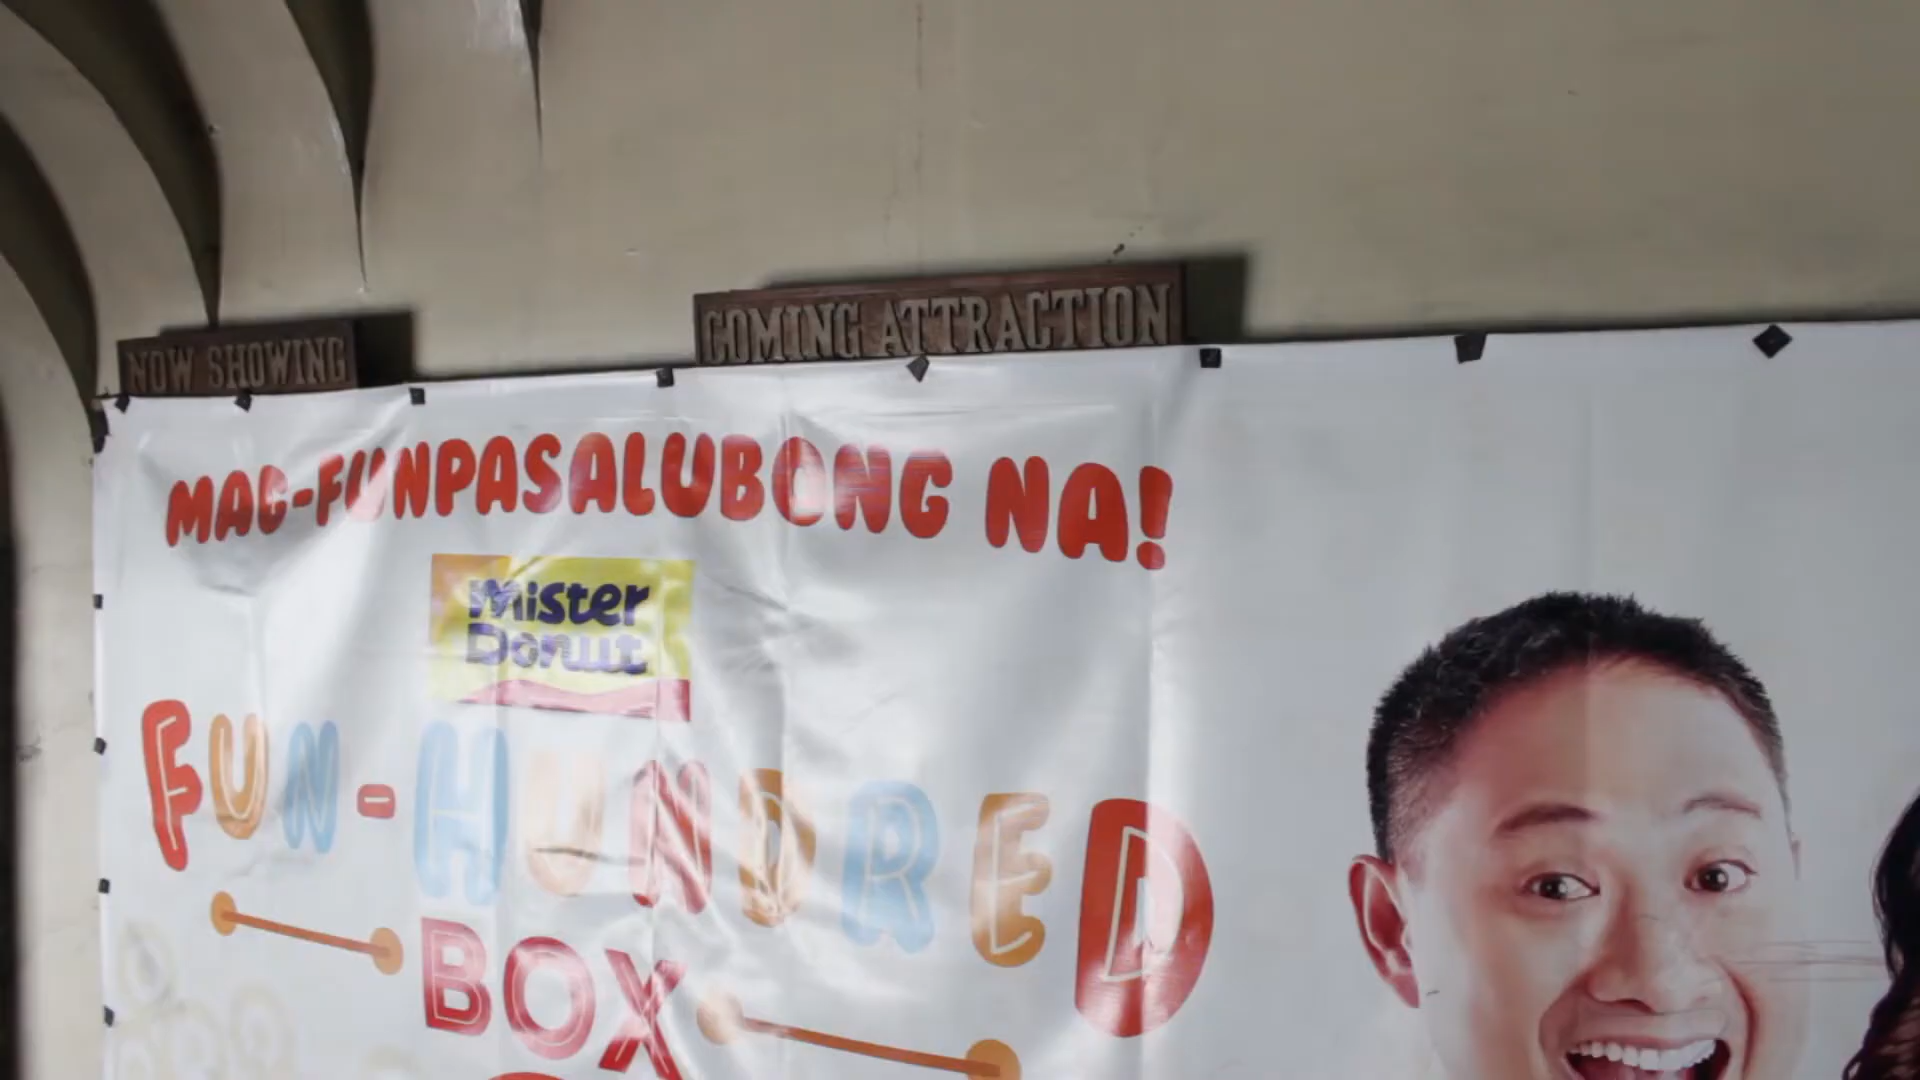 NOW SHOWING
COMING ATTRACTION
MAG-FUNPASALUBONG NA!
Mister
Donut
FUN-HUNDRED
BOX